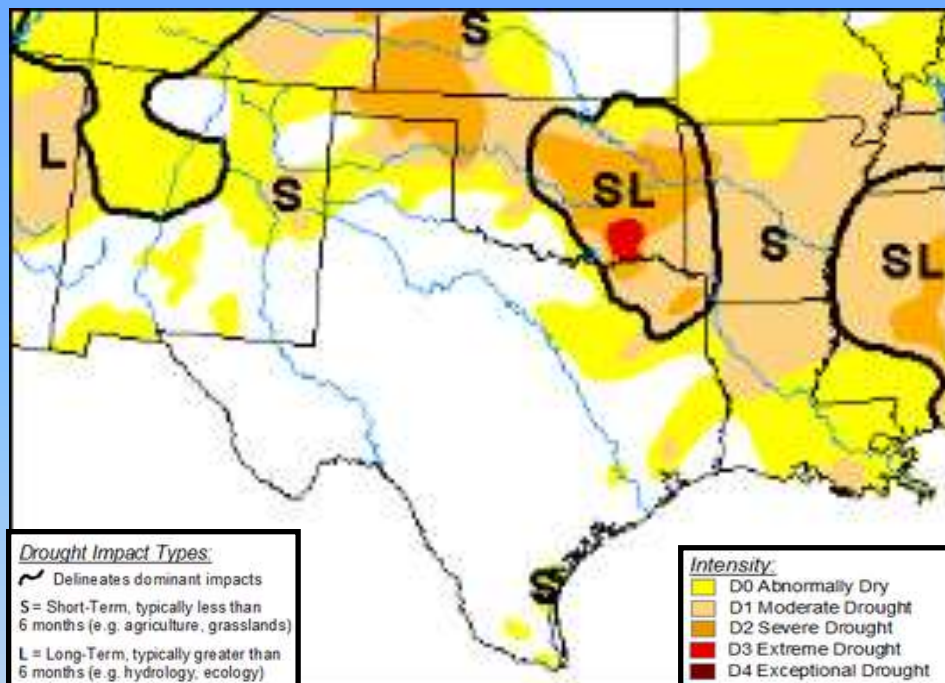 S
L
S
SL
S
SL
S
Drought Impact Types:
Delineates dominant impacts
S = Short-Term, typically less than
6 months (e.g. agriculture, grasslands)
L = Long-Term, typically greater than
6 months (e.g. hydrology, ecology)
Intensity:
D0 Abnormally Dry
D1 Moderate Drought
D2 Severe Drought
D3 Extreme Drought
D4 Exceptional Drought